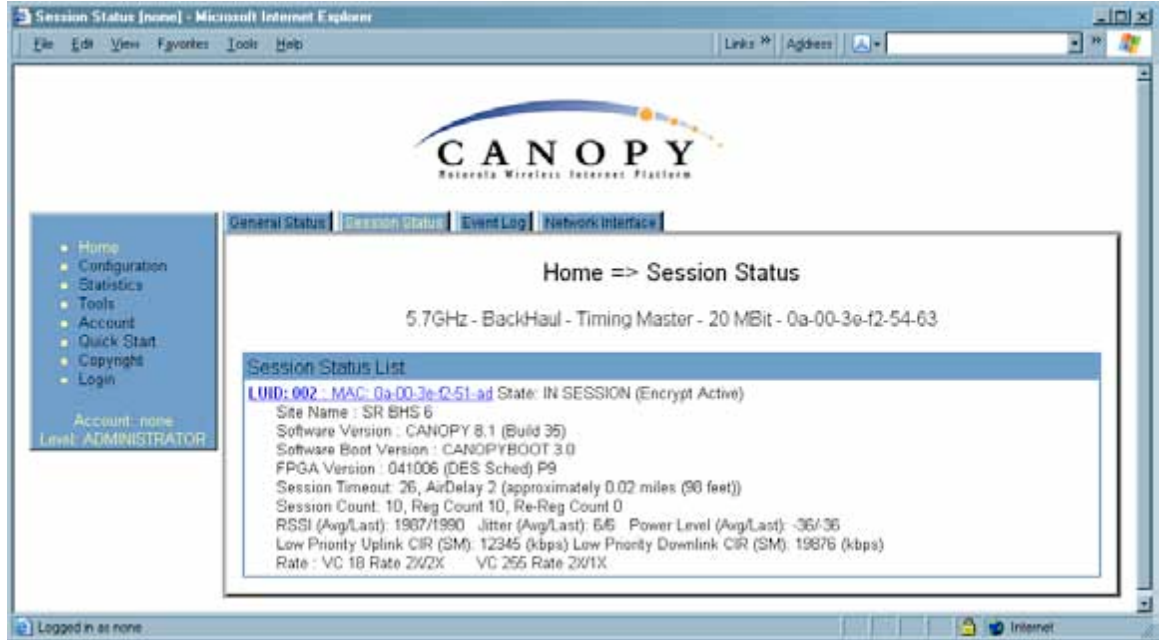 Session Status [none] - Microsoft Internet Explorer
File Edit View Favorites Tools Help
Links » Address »
CANOPY
Motorola Wireless Internet Platform
General Status Session Status Event Log Network Interface
Home
Configuration
Statistics
Tools
Account
Quick Start
Copyright
Login
Account: none
Level: ADMINISTRATOR
Home => Session Status
5.7GHz - BackHaul - Timing Master - 20 MBit - 0a-00-3e-f2-54-63
Session Status List
LUID: 002 : MAC: 0a-00-3e-f2-51-ad State: IN SESSION (Encrypt Active)
Site Name : SR BHS 6
Software Version : CANOPY 8.1 (Build 35)
Software Boot Version : CANOPYBOOT 3.0
FPGA Version : 041006 (DES Sched) P9
Session Timeout: 26, AirDelay 2 (approximately 0.02 miles (98 feet))
Session Count: 10, Reg Count 10, Re-Reg Count 0
RSSI (Avg/Last): 1987/1990 Jitter (Avg/Last): 6/6 Power Level (Avg/Last): -36/-36
Low Priority Uplink CIR (SM): 12345 (kbps) Low Priority Downlink CIR (SM): 19876 (kbps)
Rate : VC 18 Rate 2X/2X VC 255 Rate 2X/1X
Logged in as none
Internet